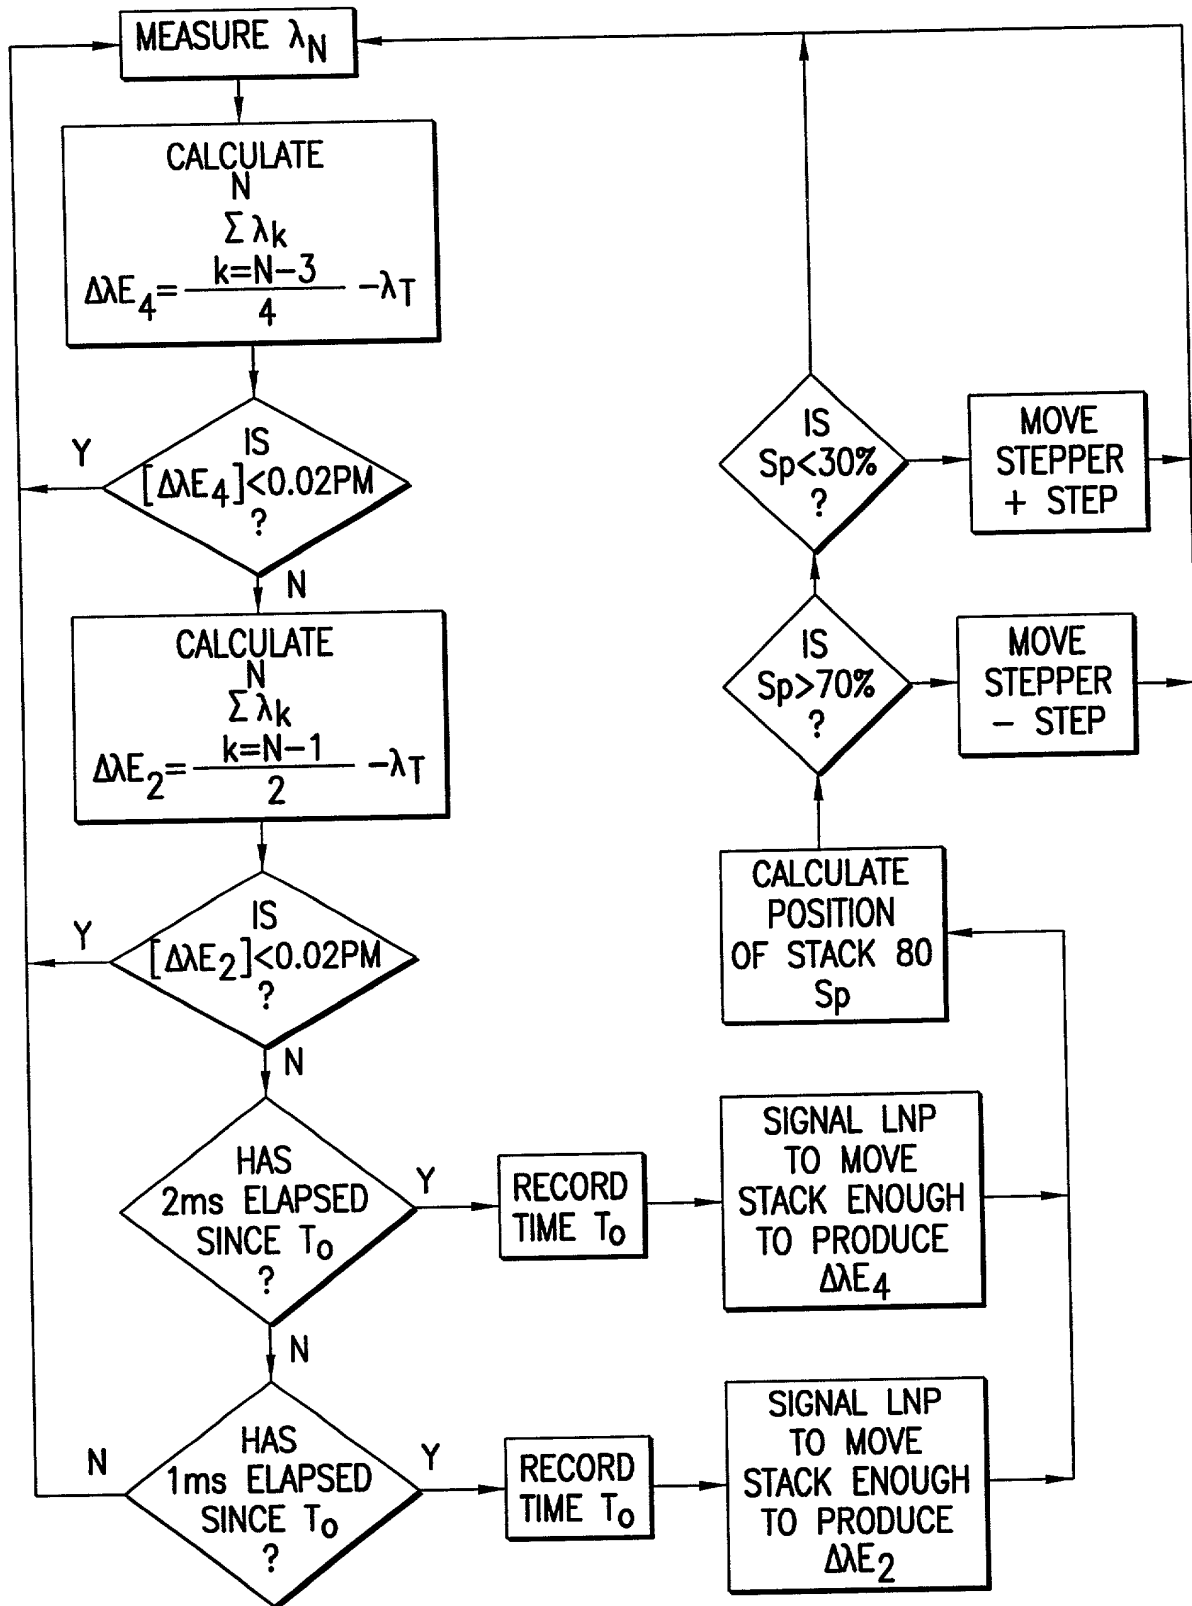 MEASURE λN
CALCULATE
N
Σ λk
k=N-3
ΔλE4= 4 -λT
IS
[ΔλE4]<0.02PM
?
Y
N
CALCULATE
N
Σ λk
k=N-1
ΔλE2= 2 -λT
IS
[ΔλE2]<0.02PM
?
Y
N
HAS
2ms ELAPSED
SINCE To
?
Y
N
RECORD
TIME To
SIGNAL LNP
TO MOVE
STACK ENOUGH
TO PRODUCE
ΔλE4
HAS
1ms ELAPSED
SINCE To
?
N
Y
RECORD
TIME To
SIGNAL LNP
TO MOVE
STACK ENOUGH
TO PRODUCE
ΔλE2
CALCULATE
POSITION
OF STACK 80
Sp
IS
Sp>70%
?
MOVE
STEPPER
- STEP
IS
Sp<30%
?
MOVE
STEPPER
+ STEP